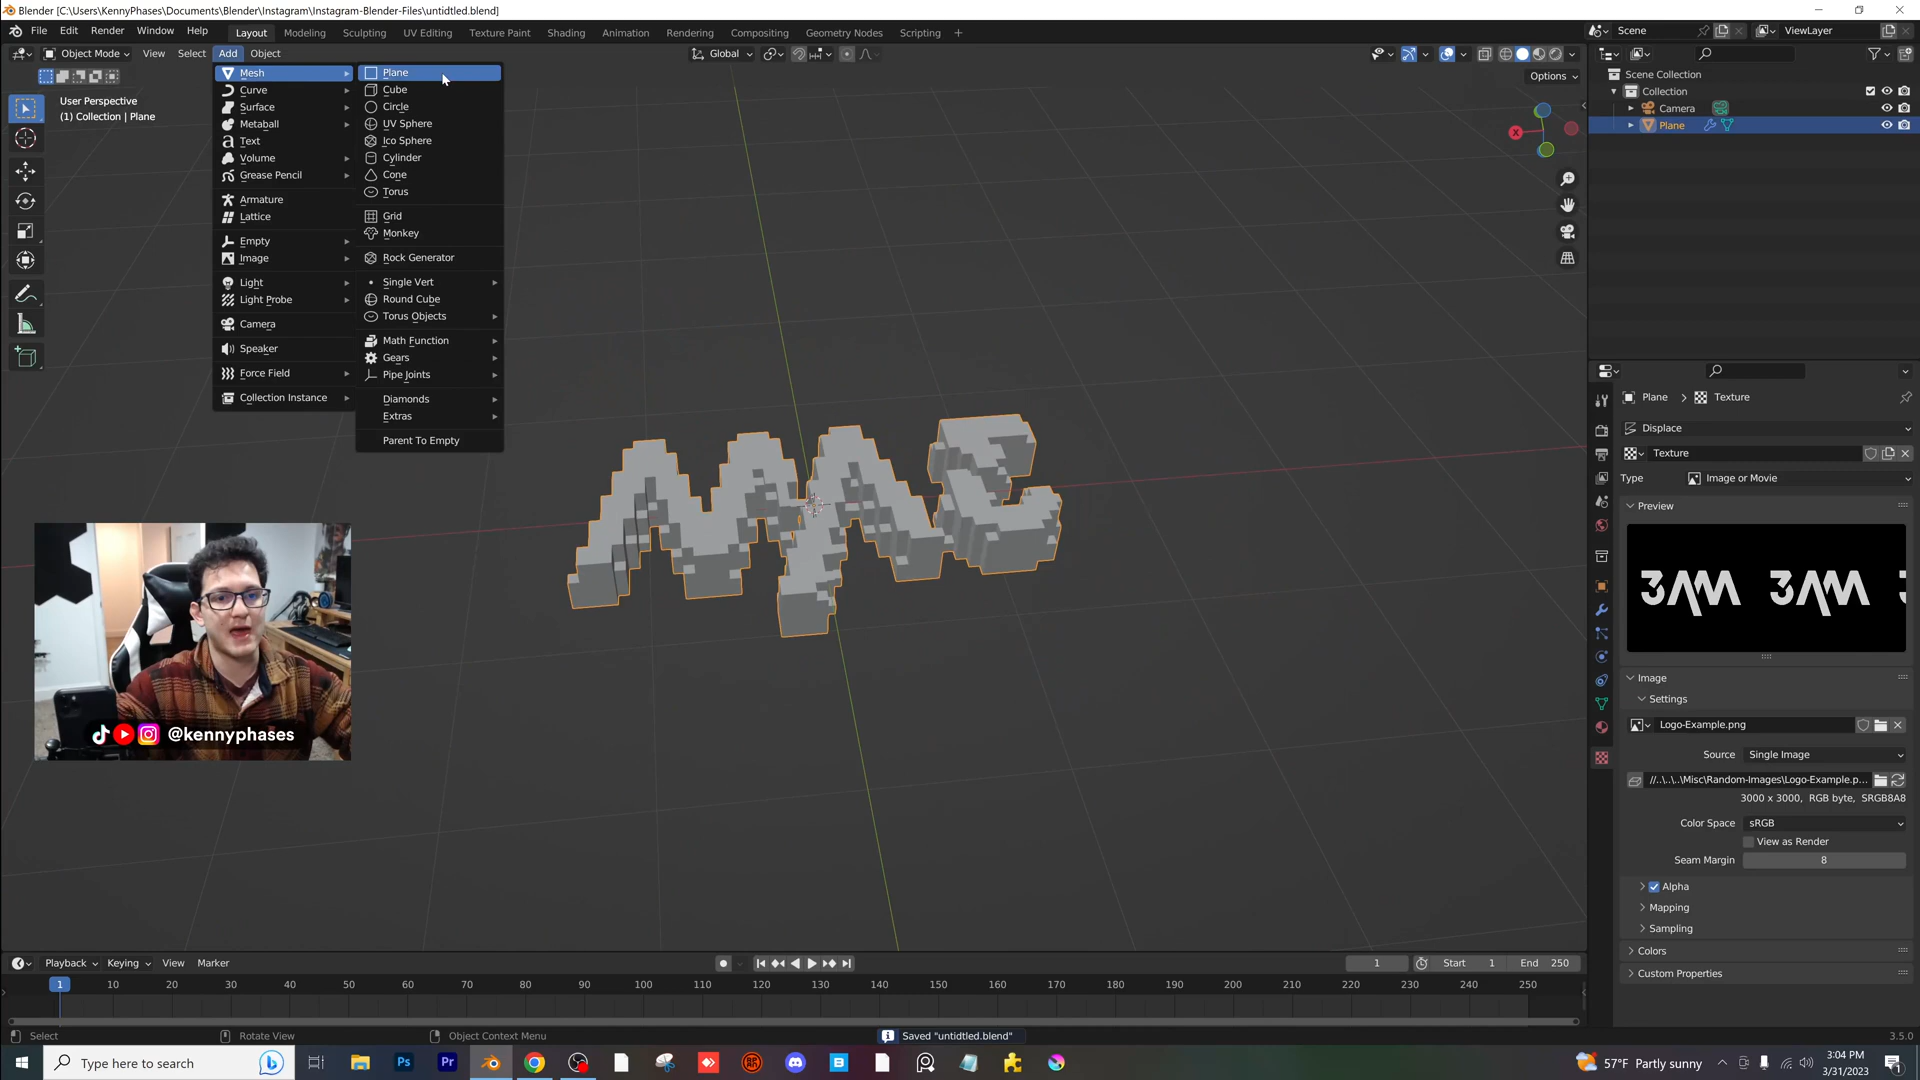 Blender [C:\Users\KennyPhases\Documents\Blender\Instagram\Instagram-Blender-Files\untidtled.blend]
File Edit Render Window Help Layout Modeling Sculpting UV Editing Texture Paint Shading Animation Rendering Compositing Geometry Nodes Scripting + Scene ViewLayer
Object Mode View Select Add Object Global
Options
User Perspective
(1) Collection | Plane
Mesh
Curve
Surface
Metaball
Text
Volume
Grease Pencil
Armature
Lattice
Empty
Image
Light
Light Probe
Camera
Speaker
Force Field
Collection Instance
Plane
Cube
Circle
UV Sphere
Ico Sphere
Cylinder
Cone
Torus
Grid
Monkey
Rock Generator
Single Vert
Round Cube
Torus Objects
Math Function
Gears
Pipe Joints
Diamonds
Extras
Parent To Empty
X
Scene Collection
Collection
Camera
Plane
Plane > Texture
Displace
Texture
Type Image or Movie
Preview
3AM 3AM
Image
Settings
Logo-Example.png
Source Single Image
//..\..\..\Misc\Random-Images\Logo-Example.p...
3000 x 3000, RGB byte, SRGB8A8
Color Space sRGB
View as Render
Seam Margin 8
Alpha
Mapping
Sampling
Colors
Custom Properties
@kennyphases
Playback Keying View Marker 1 Start 1 End 250
1 10 20 30 40 50 60 70 80 90 100 110 120 130 140 150 160 170 180 190 200 210 220 230 240 250
Select Rotate View Object Context Menu Saved "untidtled.blend" 3.5.0
Type here to search Ps Pr 57°F Partly sunny 3:04 PM
3/31/2023